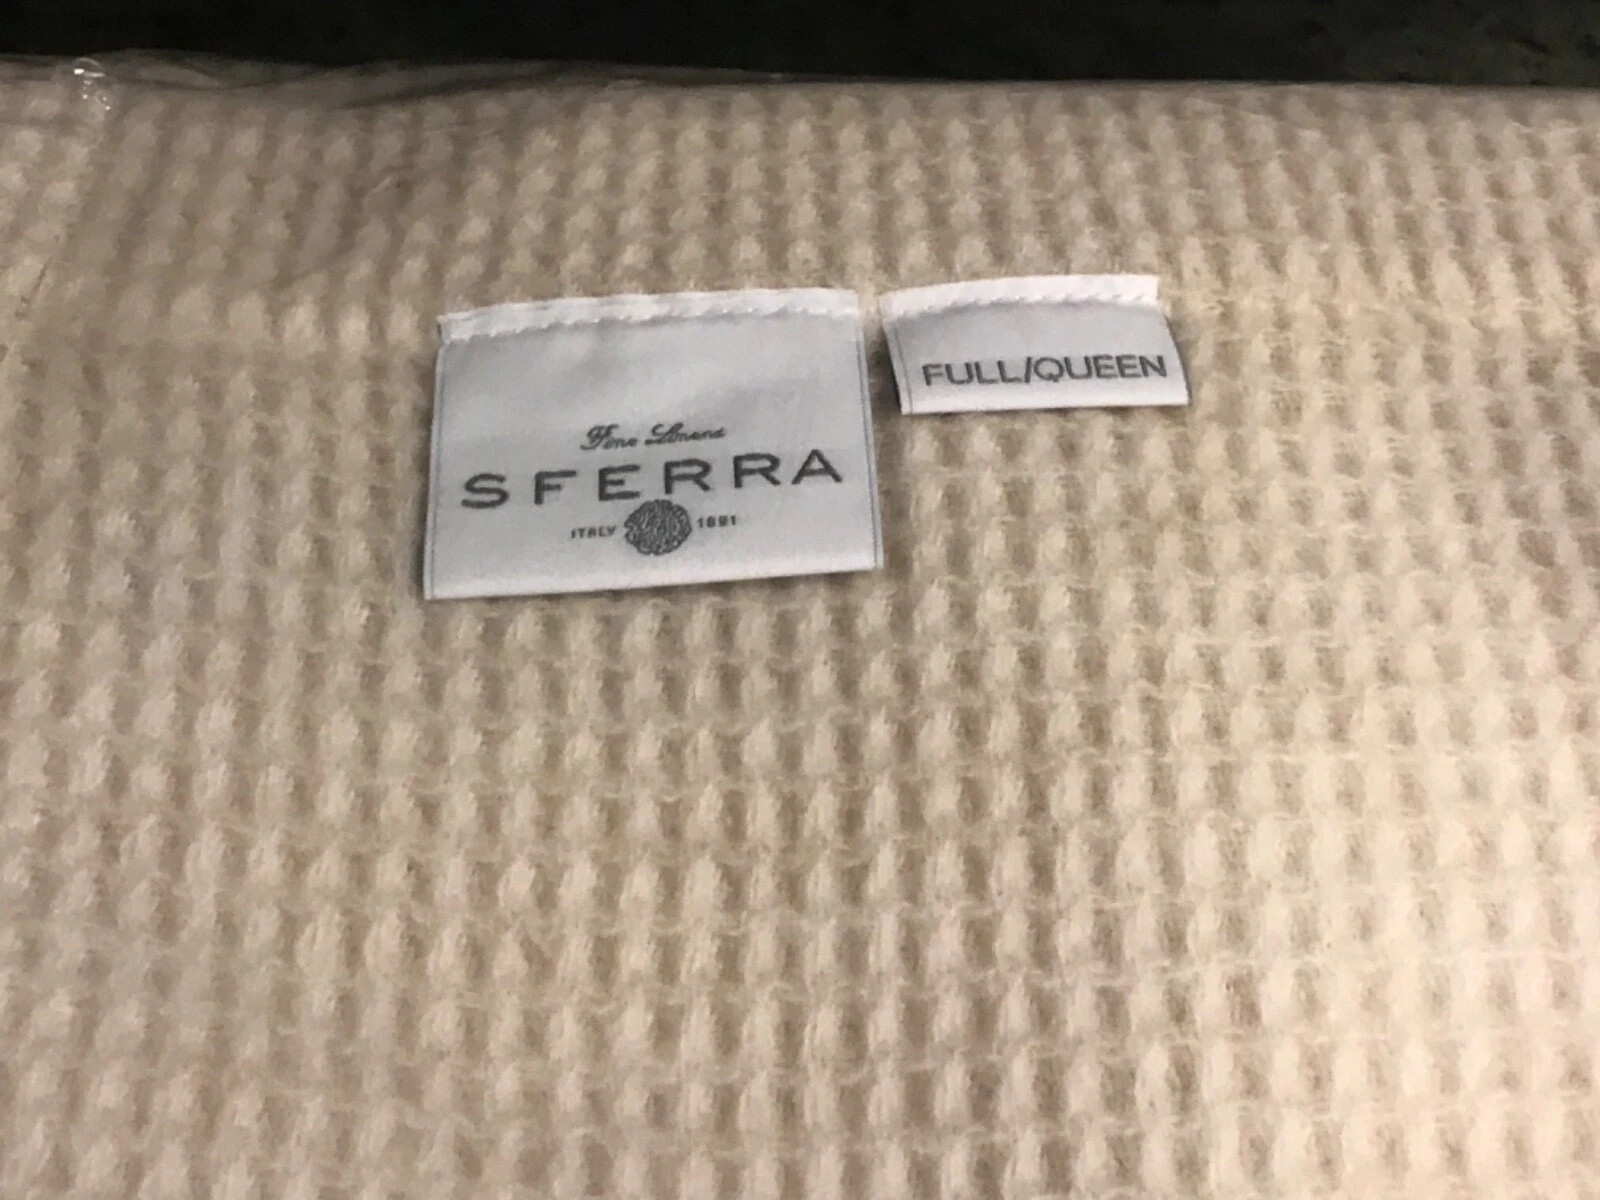 Fine Linens
SFERRA
ITALY 1891
FULL/QUEEN